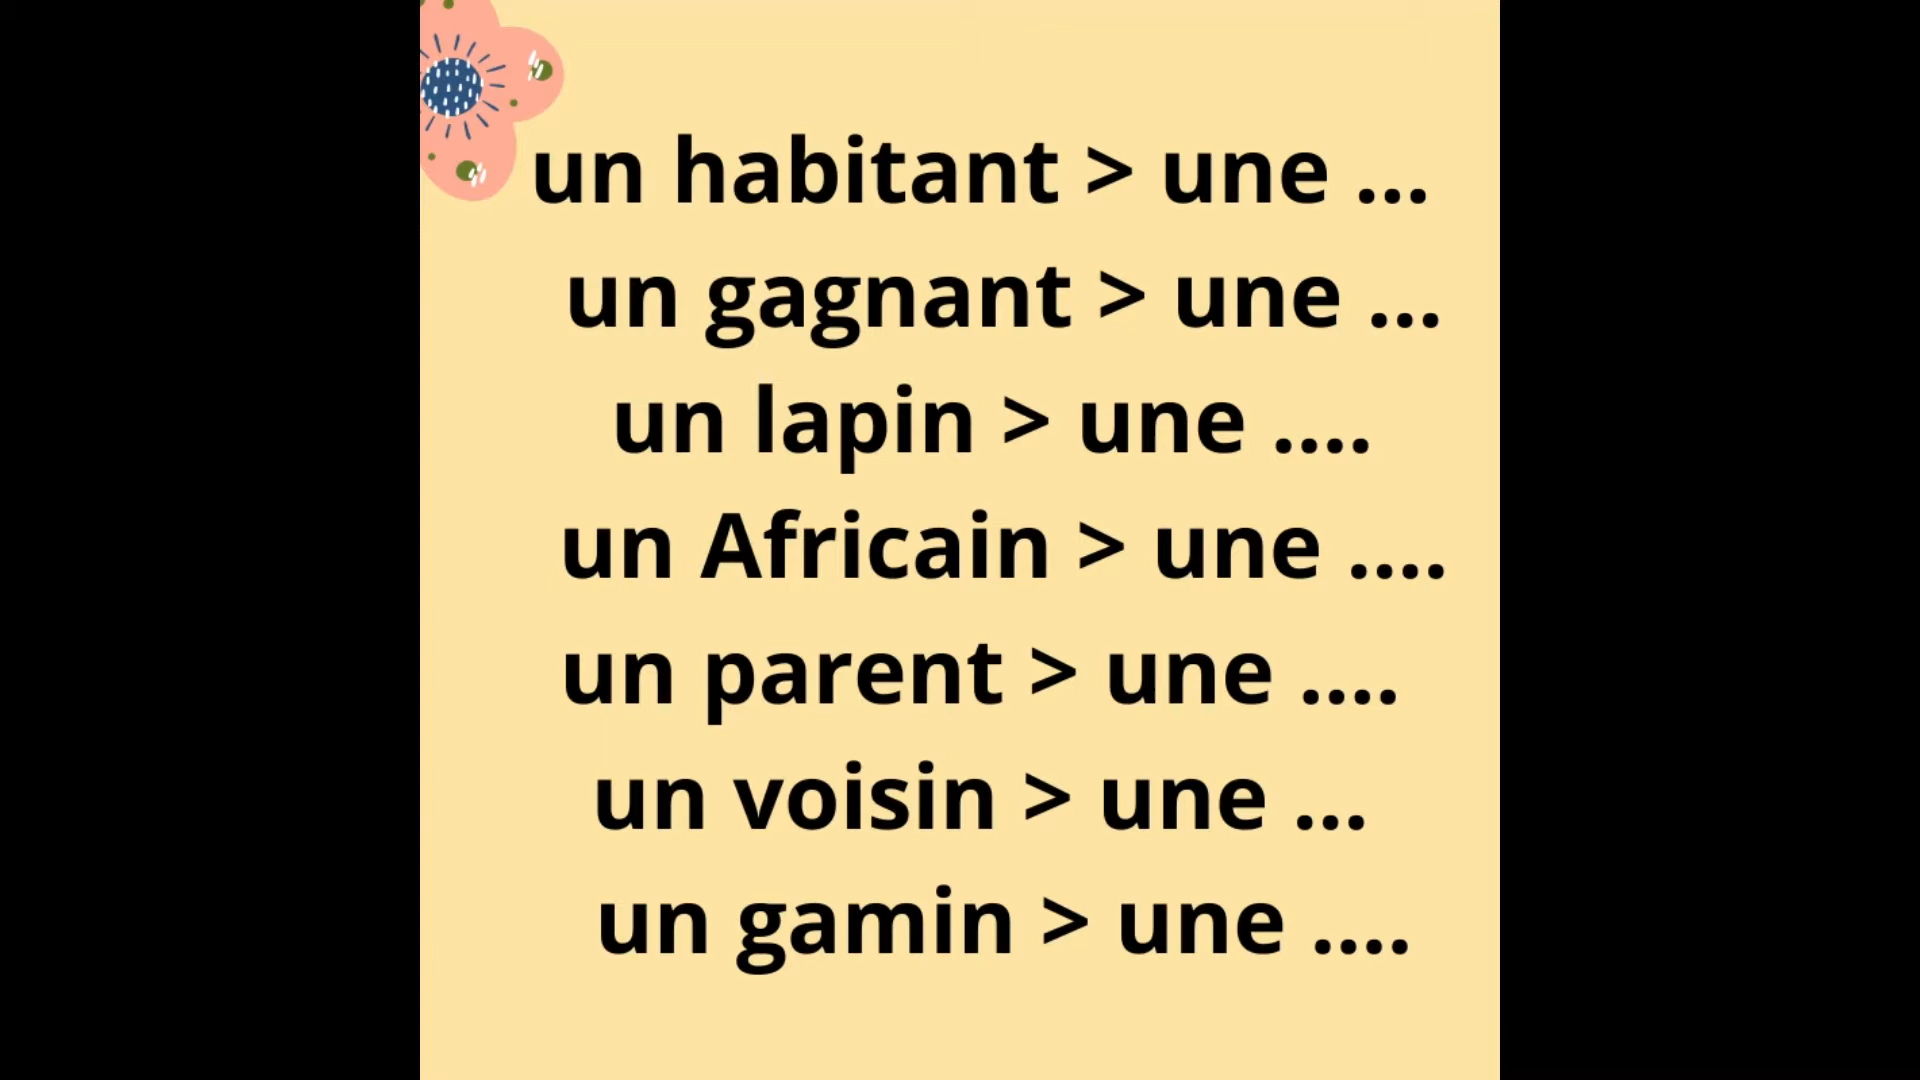 un habitant > une ...
un gagnant > une ...
un lapin > une ....
un Africain > une ....
un parent > une ....
un voisin > une ...
un gamin > une ....